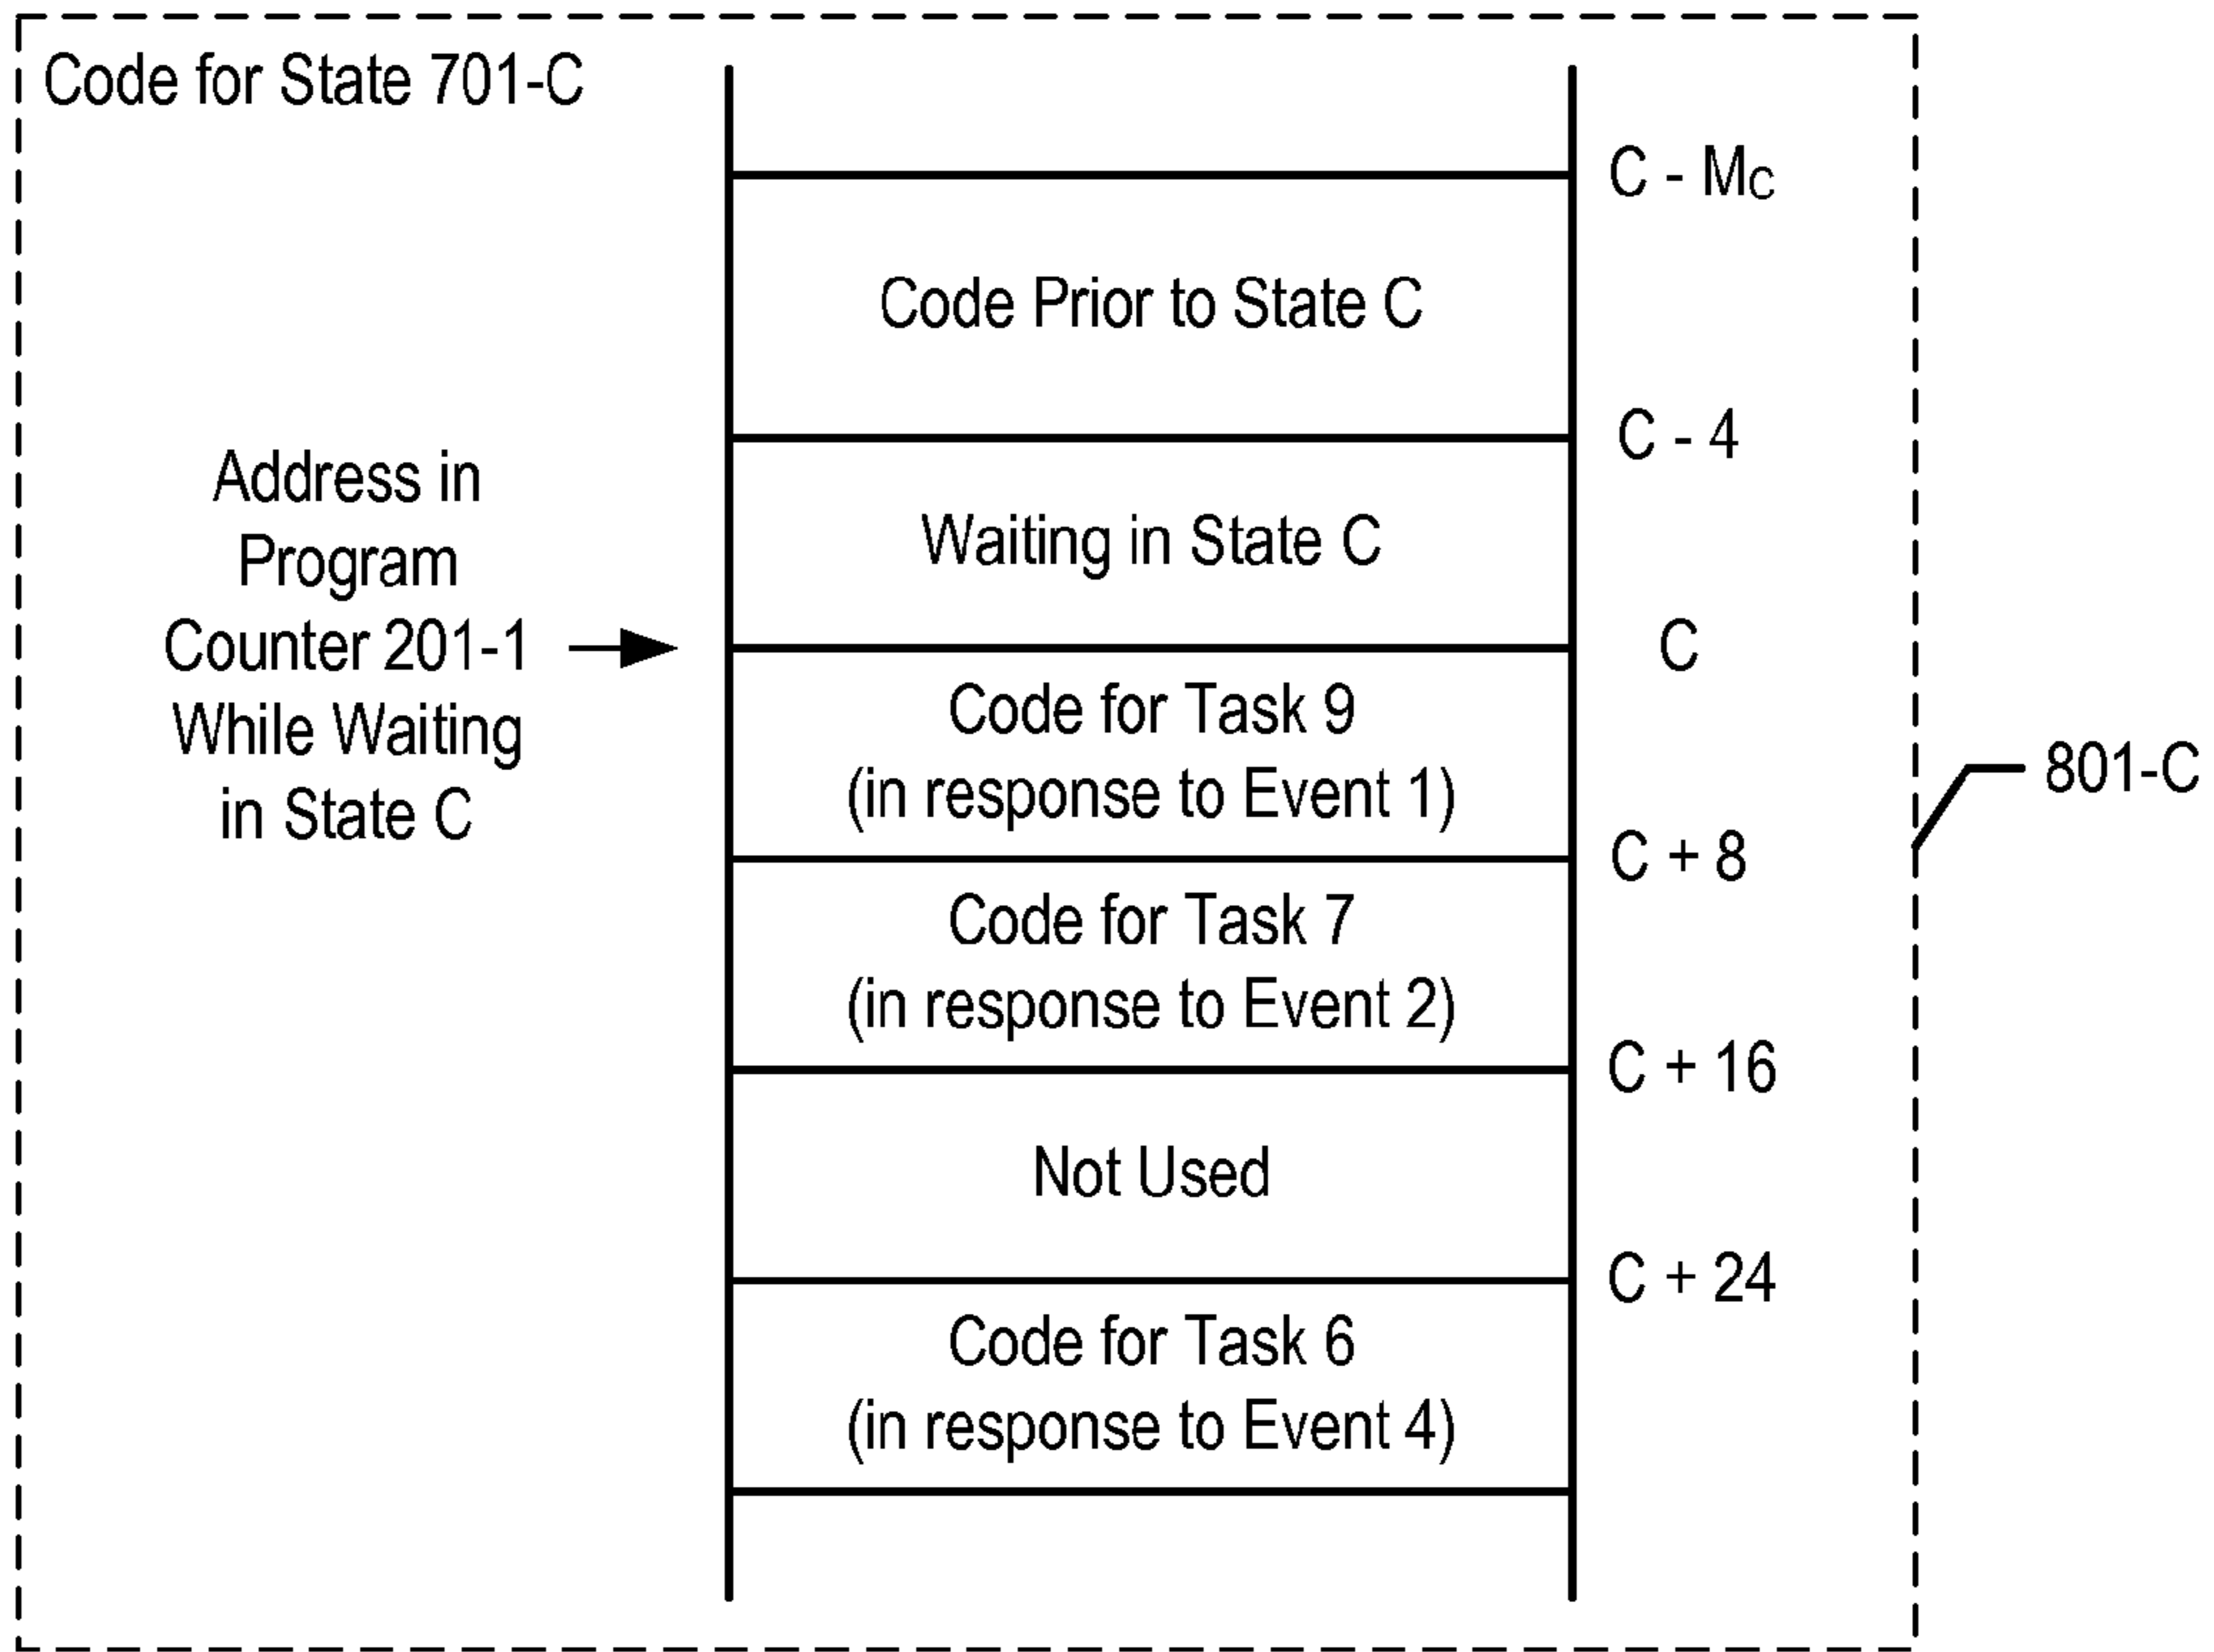 Code for State 701-C
C - Mc
Code Prior to State C
C - 4
Address in
Program
Counter 201-1
While Waiting
in State C
Waiting in State C
C
Code for Task 9
(in response to Event 1)
801-C
C + 8
Code for Task 7
(in response to Event 2)
C + 16
Not Used
C + 24
Code for Task 6
(in response to Event 4)